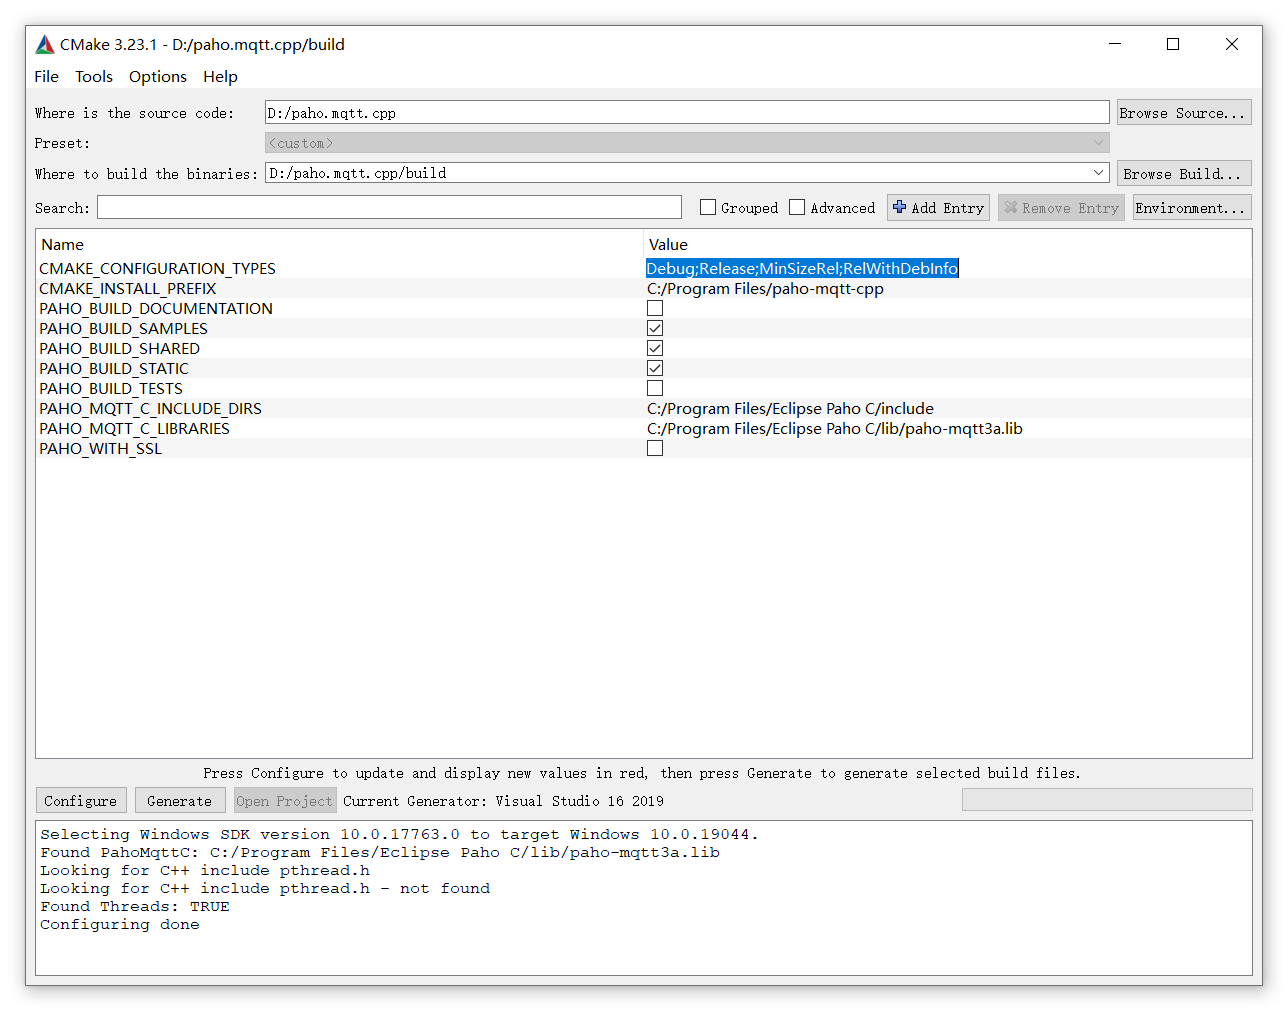 CMake 3.23.1 - D:/paho.mqtt.cpp/build
File Tools Options Help
Where is the source code: D:/paho.mqtt.cpp Browse Source...
Preset: <custom>
Where to build the binaries: D:/paho.mqtt.cpp/build Browse Build...
Search: Grouped Advanced Add Entry Remove Entry Environment...
Name Value
CMAKE_CONFIGURATION_TYPES Debug;Release;MinSizeRel;RelWithDebInfo
CMAKE_INSTALL_PREFIX C:/Program Files/paho-mqtt-cpp
PAHO_BUILD_DOCUMENTATION
PAHO_BUILD_SAMPLES
PAHO_BUILD_SHARED
PAHO_BUILD_STATIC
PAHO_BUILD_TESTS
PAHO_MQTT_C_INCLUDE_DIRS C:/Program Files/Eclipse Paho C/include
PAHO_MQTT_C_LIBRARIES C:/Program Files/Eclipse Paho C/lib/paho-mqtt3a.lib
PAHO_WITH_SSL
Press Configure to update and display new values in red, then press Generate to generate selected build files.
Configure Generate Open Project Current Generator: Visual Studio 16 2019
Selecting Windows SDK version 10.0.17763.0 to target Windows 10.0.19044.
Found PahoMqttC: C:/Program Files/Eclipse Paho C/lib/paho-mqtt3a.lib
Looking for C++ include pthread.h
Looking for C++ include pthread.h - not found
Found Threads: TRUE
Configuring done